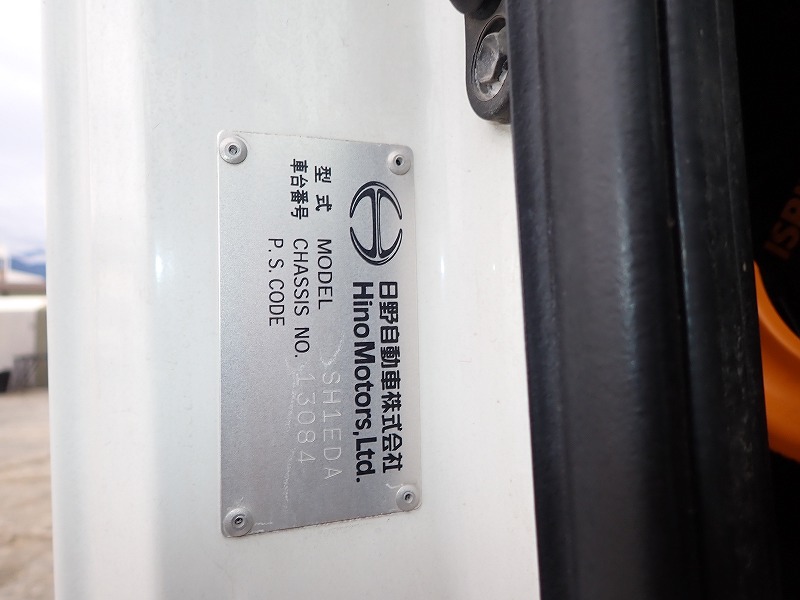 日野自動車株式会社
Hino Motors, Ltd.
型式 MODEL SH1EDA
車台番号 CHASSIS NO. 13084
P.S.CODE